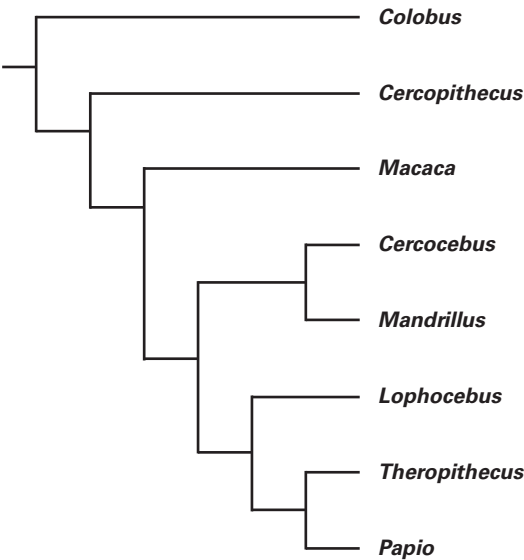 Colobus
Cercopithecus
Macaca
Cercocebus
Mandrillus
Lophocebus
Theropithecus
Papio